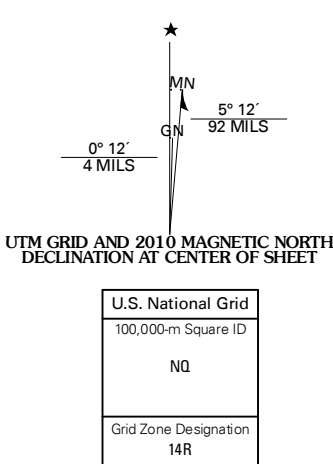 MN
5° 12´
92 MILS
GN
0° 12´
4 MILS
UTM GRID AND 2010 MAGNETIC NORTH
DECLINATION AT CENTER OF SHEET
U.S. National Grid
100,000-m Square ID
NQ
Grid Zone Designation
14R